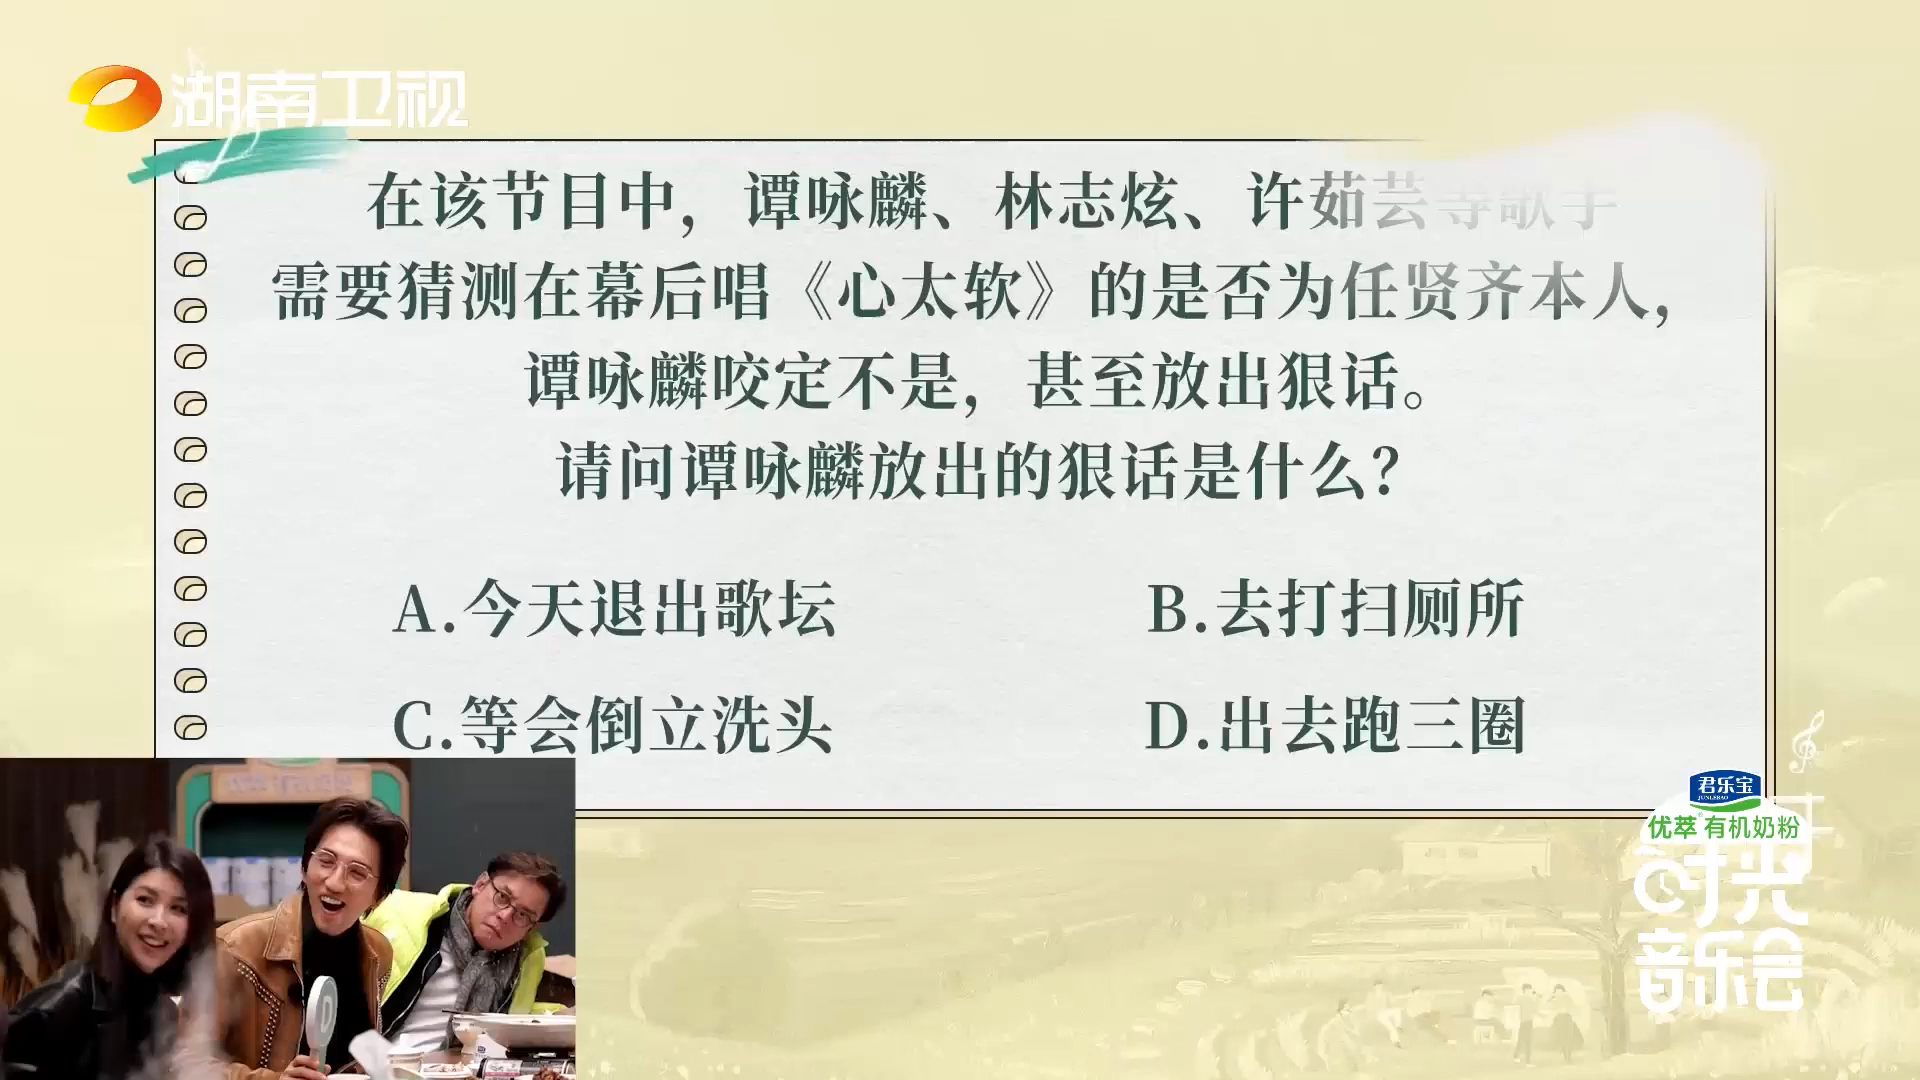 湖南卫视
在该节目中，谭咏麟、林志炫、许茹芸等歌手
需要猜测在幕后唱《心太软》的是否为任贤齐本人，
谭咏麟咬定不是，甚至放出狠话。
请问谭咏麟放出的狠话是什么？
A.今天退出歌坛
B.去打扫厕所
C.等会倒立洗头
D.出去跑三圈
D
君乐宝
JUNLEBAO
优萃 有机奶粉
时光
音乐会